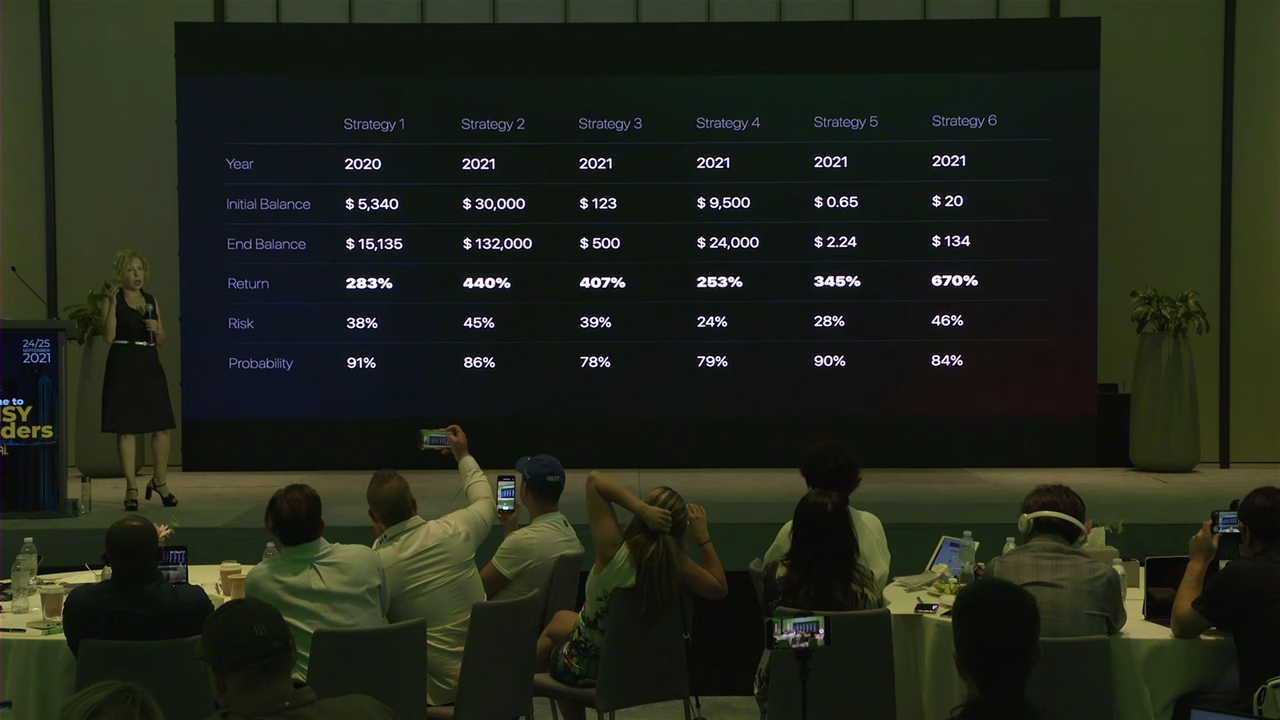 Strategy 1 Strategy 2 Strategy 3 Strategy 4 Strategy 5 Strategy 6
Year 2020 2021 2021 2021 2021 2021
Initial Balance $ 5,340 $ 30,000 $ 123 $ 9,500 $ 0.65 $ 20
End Balance $ 15,135 $ 132,000 $ 500 $ 24,000 $ 2.24 $ 134
Return 283% 440% 407% 253% 345% 670%
Risk 38% 45% 39% 24% 28% 46%
Probability 91% 86% 78% 79% 90% 84%
24/25
SEPTEMBER
2021
e to
SY
ders